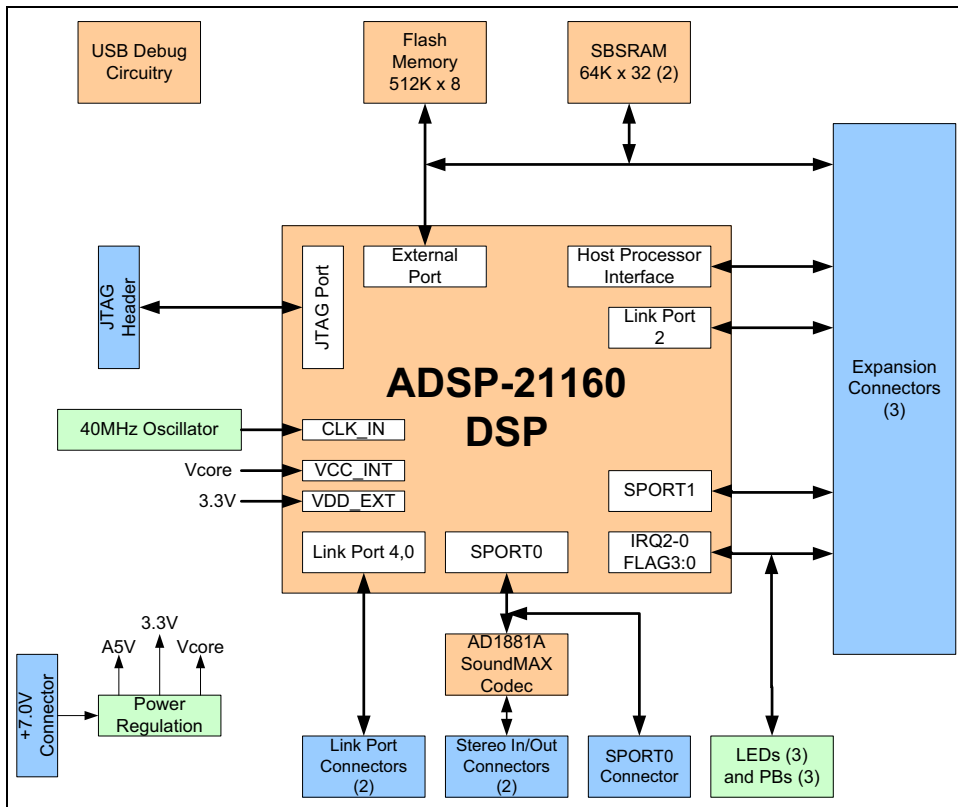 USB Debug
Circuitry
Flash
Memory
512K x 8
SBSRAM
64K x 32 (2)
JTAG
Header
JTAG Port
External
Port
Host Processor
Interface
Link Port
2
Expansion
Connectors
(3)
ADSP-21160
DSP
40MHz Oscillator
CLK_IN
Vcore
VCC_INT
3.3V
VDD_EXT
SPORT1
Link Port 4,0
SPORT0
IRQ2-0
FLAG3:0
AD1881A
SoundMAX
Codec
+7.0V
Connector
A5V
3.3V
Vcore
Power
Regulation
Link Port
Connectors
(2)
Stereo In/Out
Connectors
(2)
SPORT0
Connector
LEDs (3)
and PBs (3)